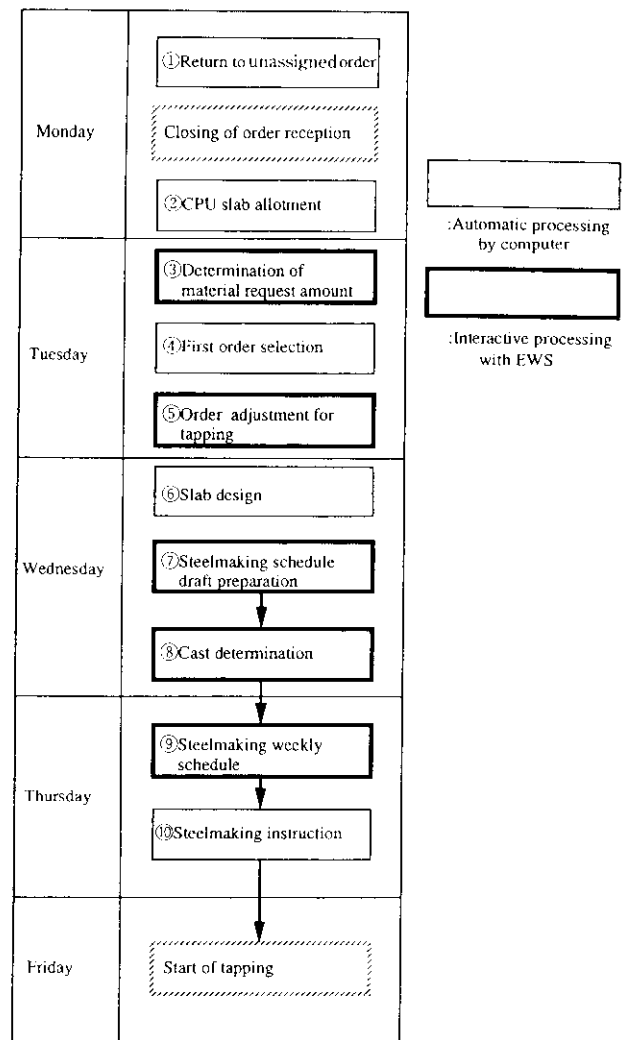 Monday
①Return to unassigned order
Closing of order reception
②CPU slab allotment
Tuesday
③Determination of
material request amount
④First order selection
⑤Order adjustment for
tapping
Wednesday
⑥Slab design
⑦Steelmaking schedule
draft preparation
⑧Cast determination
Thursday
⑨Steelmaking weekly
schedule
⑩Steelmaking instruction
Friday
Start of tapping
:Automatic processing
by computer
:Interactive processing
with EWS